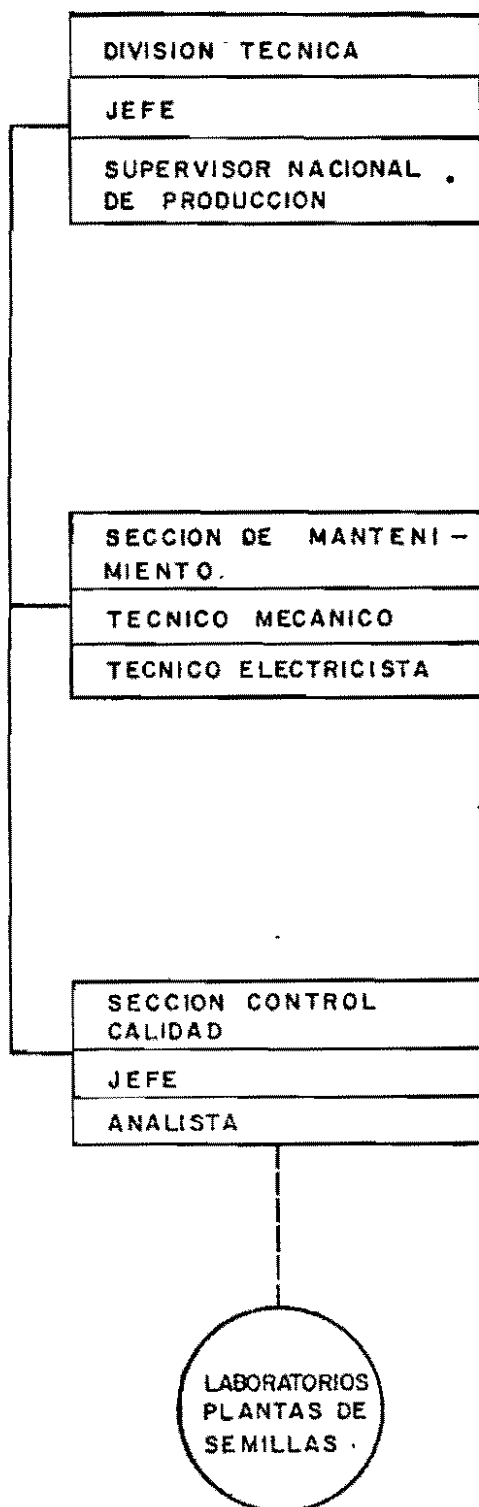 DIVISION TECNICA
JEFE
SUPERVISOR NACIONAL
DE PRODUCCION
SECCION DE MANTENI-
MIENTO.
TECNICO MECANICO
TECNICO ELECTRICISTA
SECCION CONTROL
CALIDAD
JEFE
ANALISTA
LABORATORIOS
PLANTAS DE
SEMILLAS.